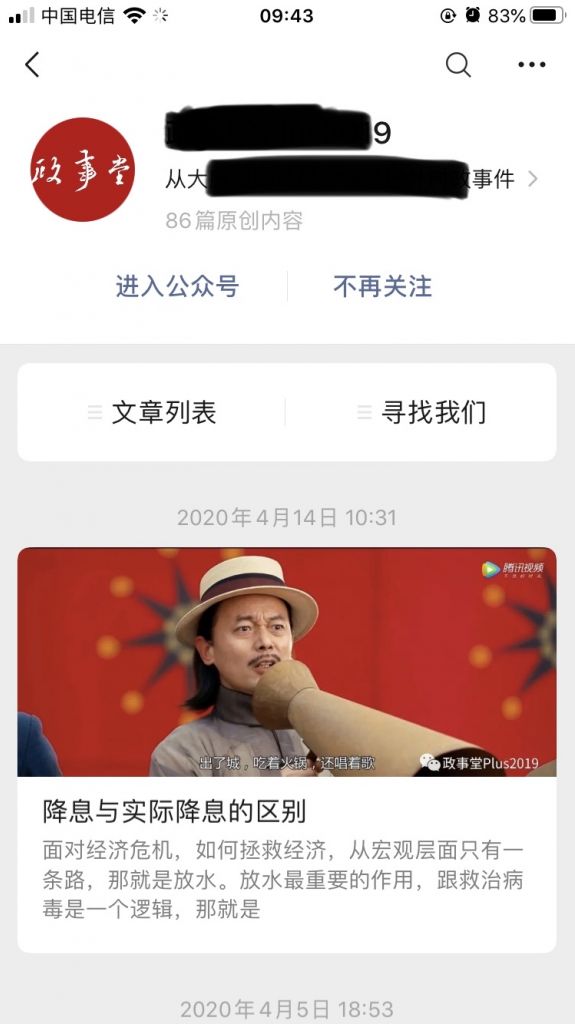 中国电信
09:43
83%
9
政事堂
从大
事件
86篇原创内容
进入公众号
不再关注
文章列表
寻找我们
2020年4月14日 10:31
腾讯视频
出了城，吃着火锅，还唱着歌
政事堂Plus2019
降息与实际降息的区别
面对经济危机，如何拯救经济，从宏观层面只有一
条路，那就是放水。放水最重要的作用，跟救治病
毒是一个逻辑，那就是
2020年4月5日 18:53